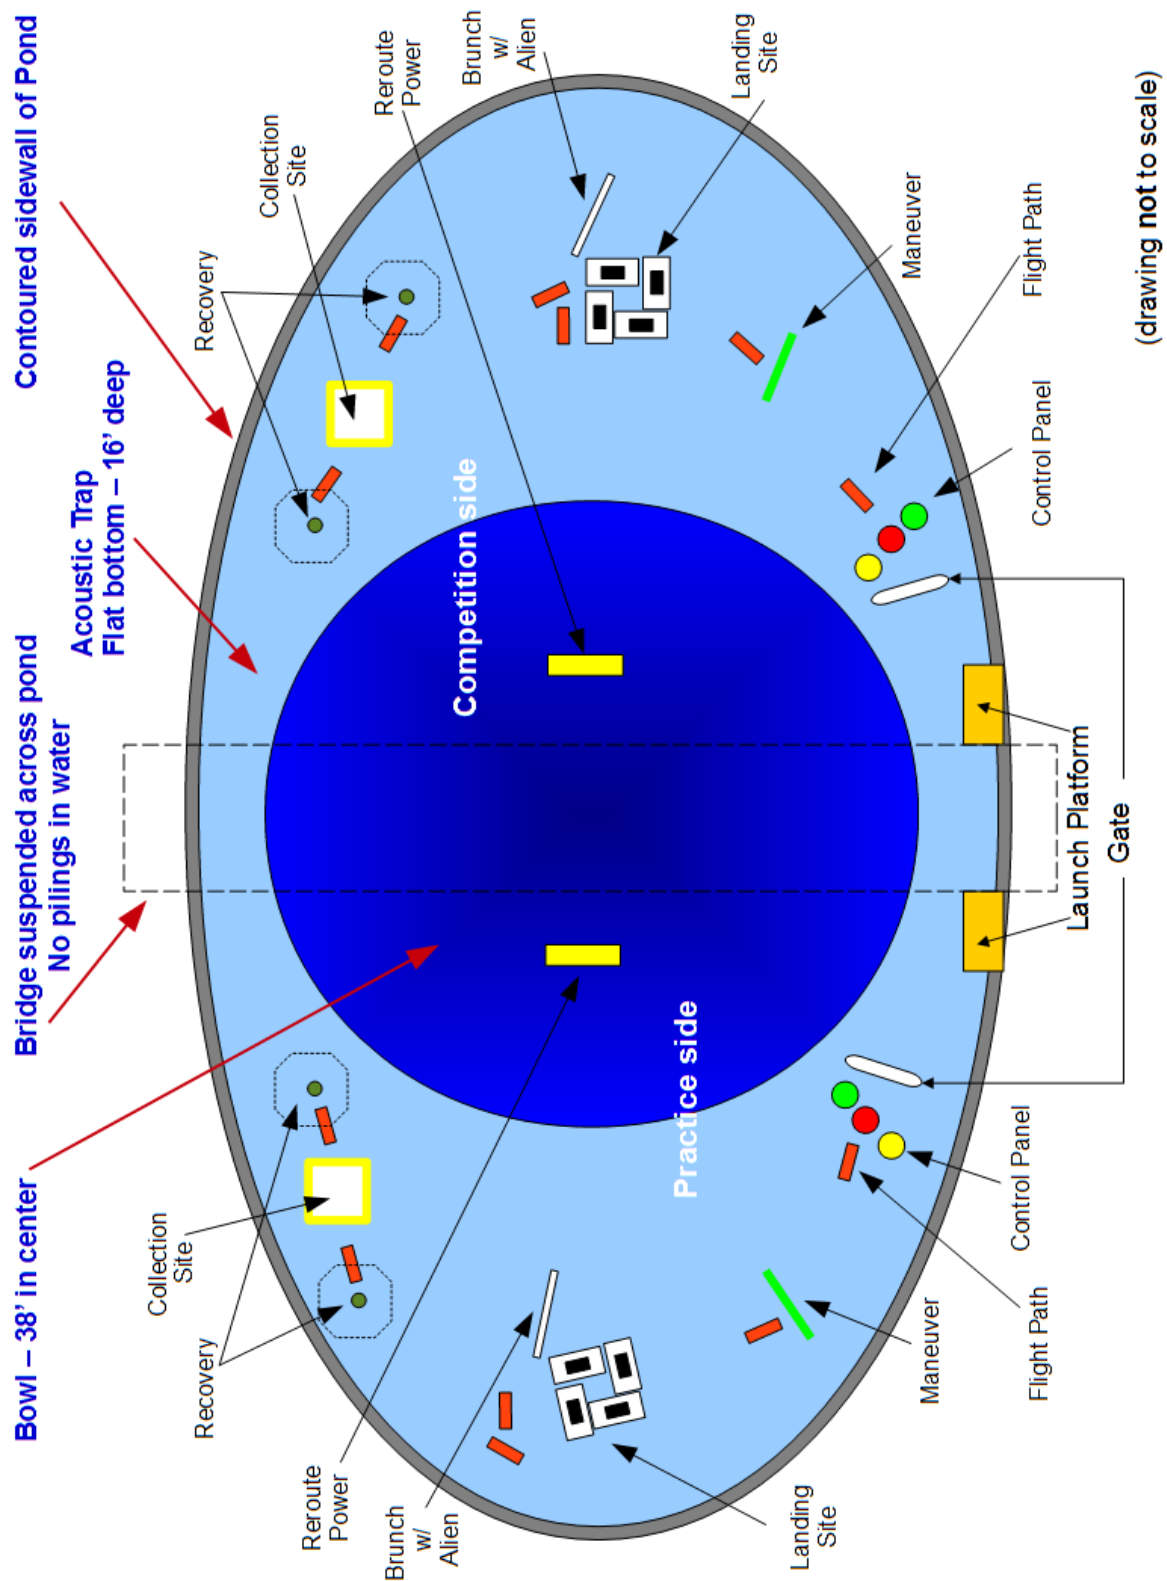 Contoured sidewall of Pond
Acoustic Trap
Flat bottom – 16’ deep
Bridge suspended across pond
No pilings in water
Bowl – 38’ in center
Recovery
Collection
Site
Reroute
Power
Brunch
w/
Alien
Landing
Site
Maneuver
Flight Path
Control Panel
Competition side
Practice side
Launch Platform
Gate
Collection
Site
Recovery
Reroute
Power
Brunch
w/
Alien
Landing
Site
Maneuver
Flight Path
Control Panel
(drawing not to scale)